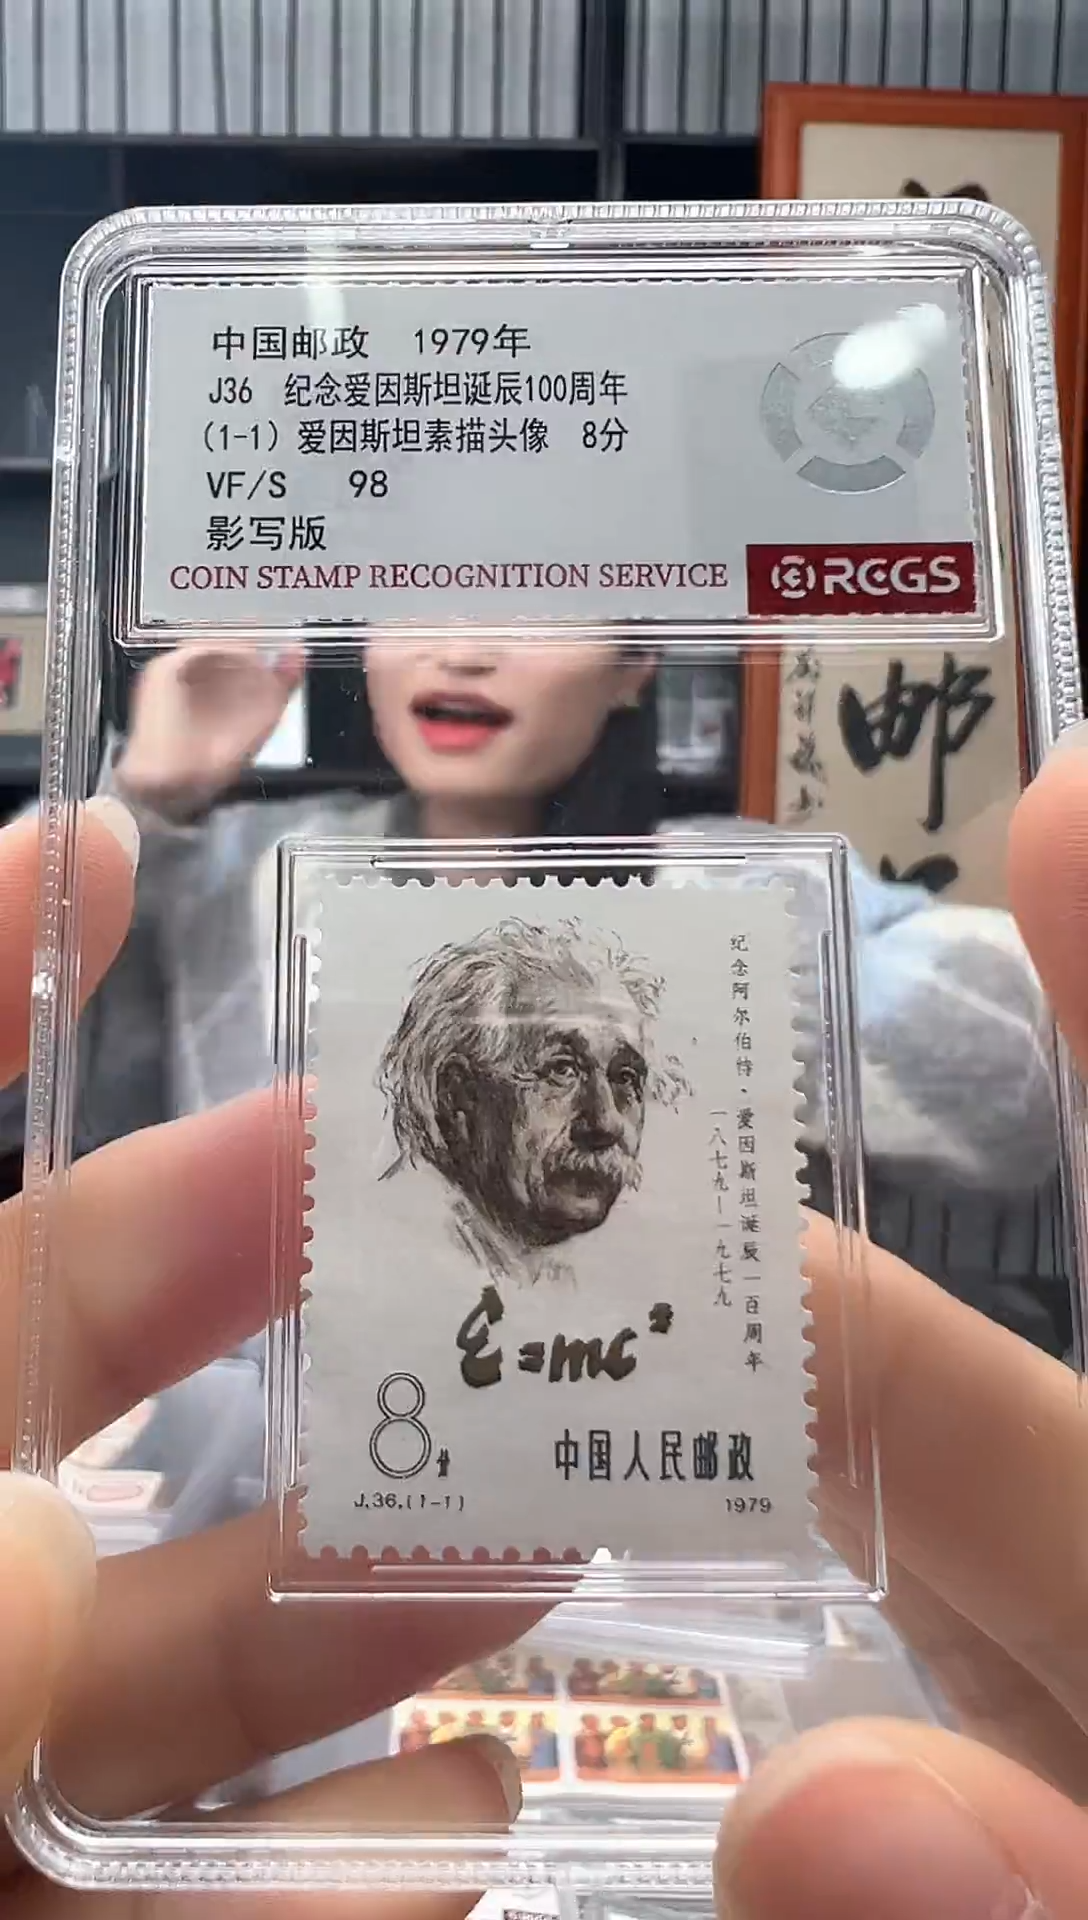 中国邮政 1979年
J36 纪念爱因斯坦诞辰100周年
(1-1) 爱因斯坦素描头像 8分
VF/S 98
影写版
COIN STAMP RECOGNITION SERVICE
RCGS
邮
纪念阿尔伯特·爱因斯坦诞辰一百周年
一八七九—一九七九
E=mc²
8分
中国人民邮政
J.36.(1-1)
1979